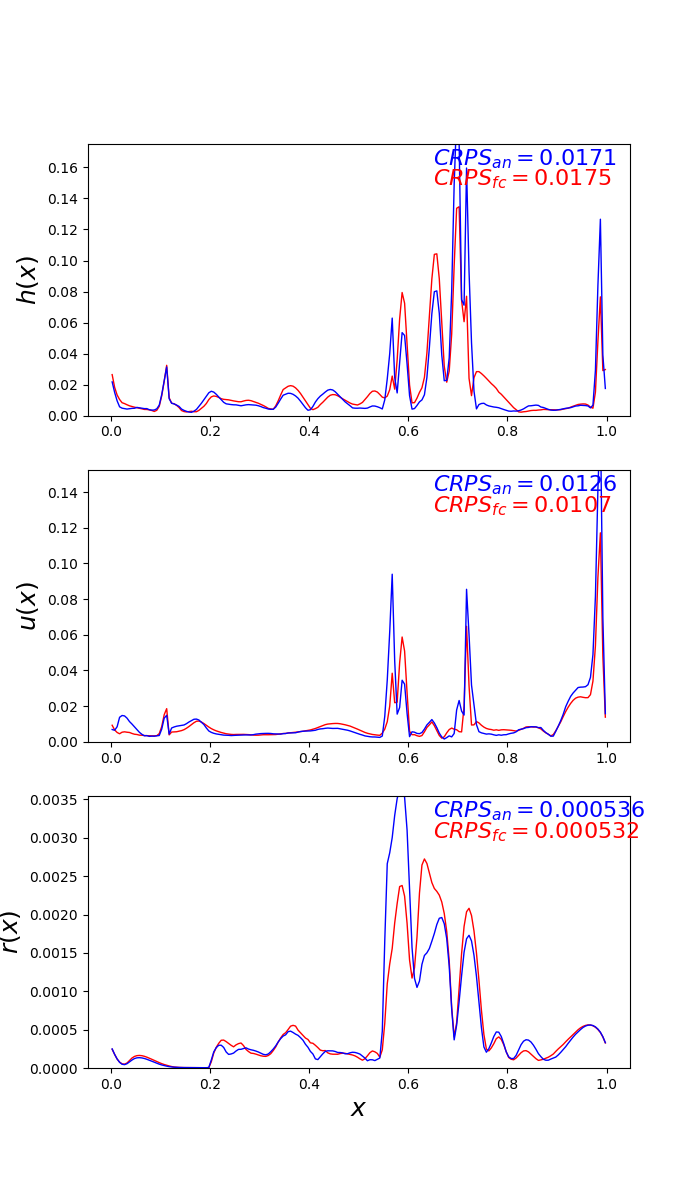 0.16
0.14
0.12
0.10
0.08
0.06
0.04
0.02
0.00
h(x)
CRPS_an = 0.0171
CRPS_fc = 0.0175
0.0 0.2 0.4 0.6 0.8 1.0
0.14
0.12
0.10
0.08
0.06
0.04
0.02
0.00
u(x)
CRPS_an = 0.0126
CRPS_fc = 0.0107
0.0 0.2 0.4 0.6 0.8 1.0
0.0035
0.0030
0.0025
0.0020
0.0015
0.0010
0.0005
0.0000
r(x)
CRPS_an = 0.000536
CRPS_fc = 0.000532
0.0 0.2 0.4 0.6 0.8 1.0
x